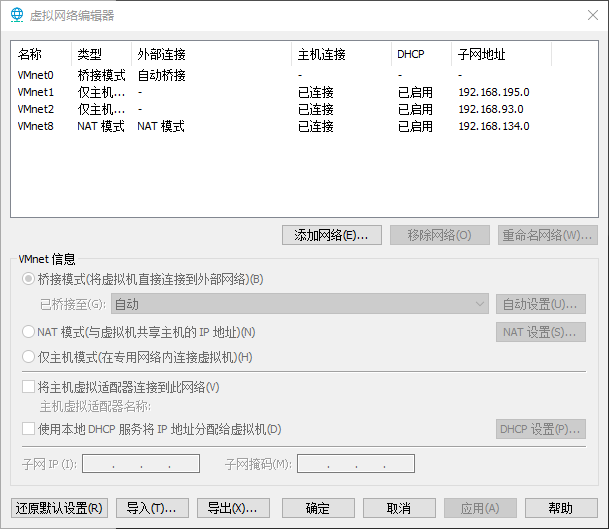 虚拟网络编辑器
名称 类型 外部连接 主机连接 DHCP 子网地址
VMnet0 桥接模式 自动桥接 - - -
VMnet1 仅主机... - 已连接 已启用 192.168.195.0
VMnet2 仅主机... - 已连接 已启用 192.168.93.0
VMnet8 NAT 模式 NAT 模式 已连接 已启用 192.168.134.0
添加网络(E)... 移除网络(O) 重命名网络(W)...
VMnet 信息
桥接模式(将虚拟机直接连接到外部网络)(B)
已桥接至(G): 自动 自动设置(U)...
NAT 模式(与虚拟机共享主机的 IP 地址)(N) NAT 设置(S)...
仅主机模式(在专用网络内连接虚拟机)(H)
将主机虚拟适配器连接到此网络(V)
主机虚拟适配器名称:
使用本地 DHCP 服务将 IP 地址分配给虚拟机(D) DHCP 设置(P)...
子网 IP (I): . . . 子网掩码(M): . . .
还原默认设置(R) 导入(T)... 导出(X)... 确定 取消 应用(A) 帮助